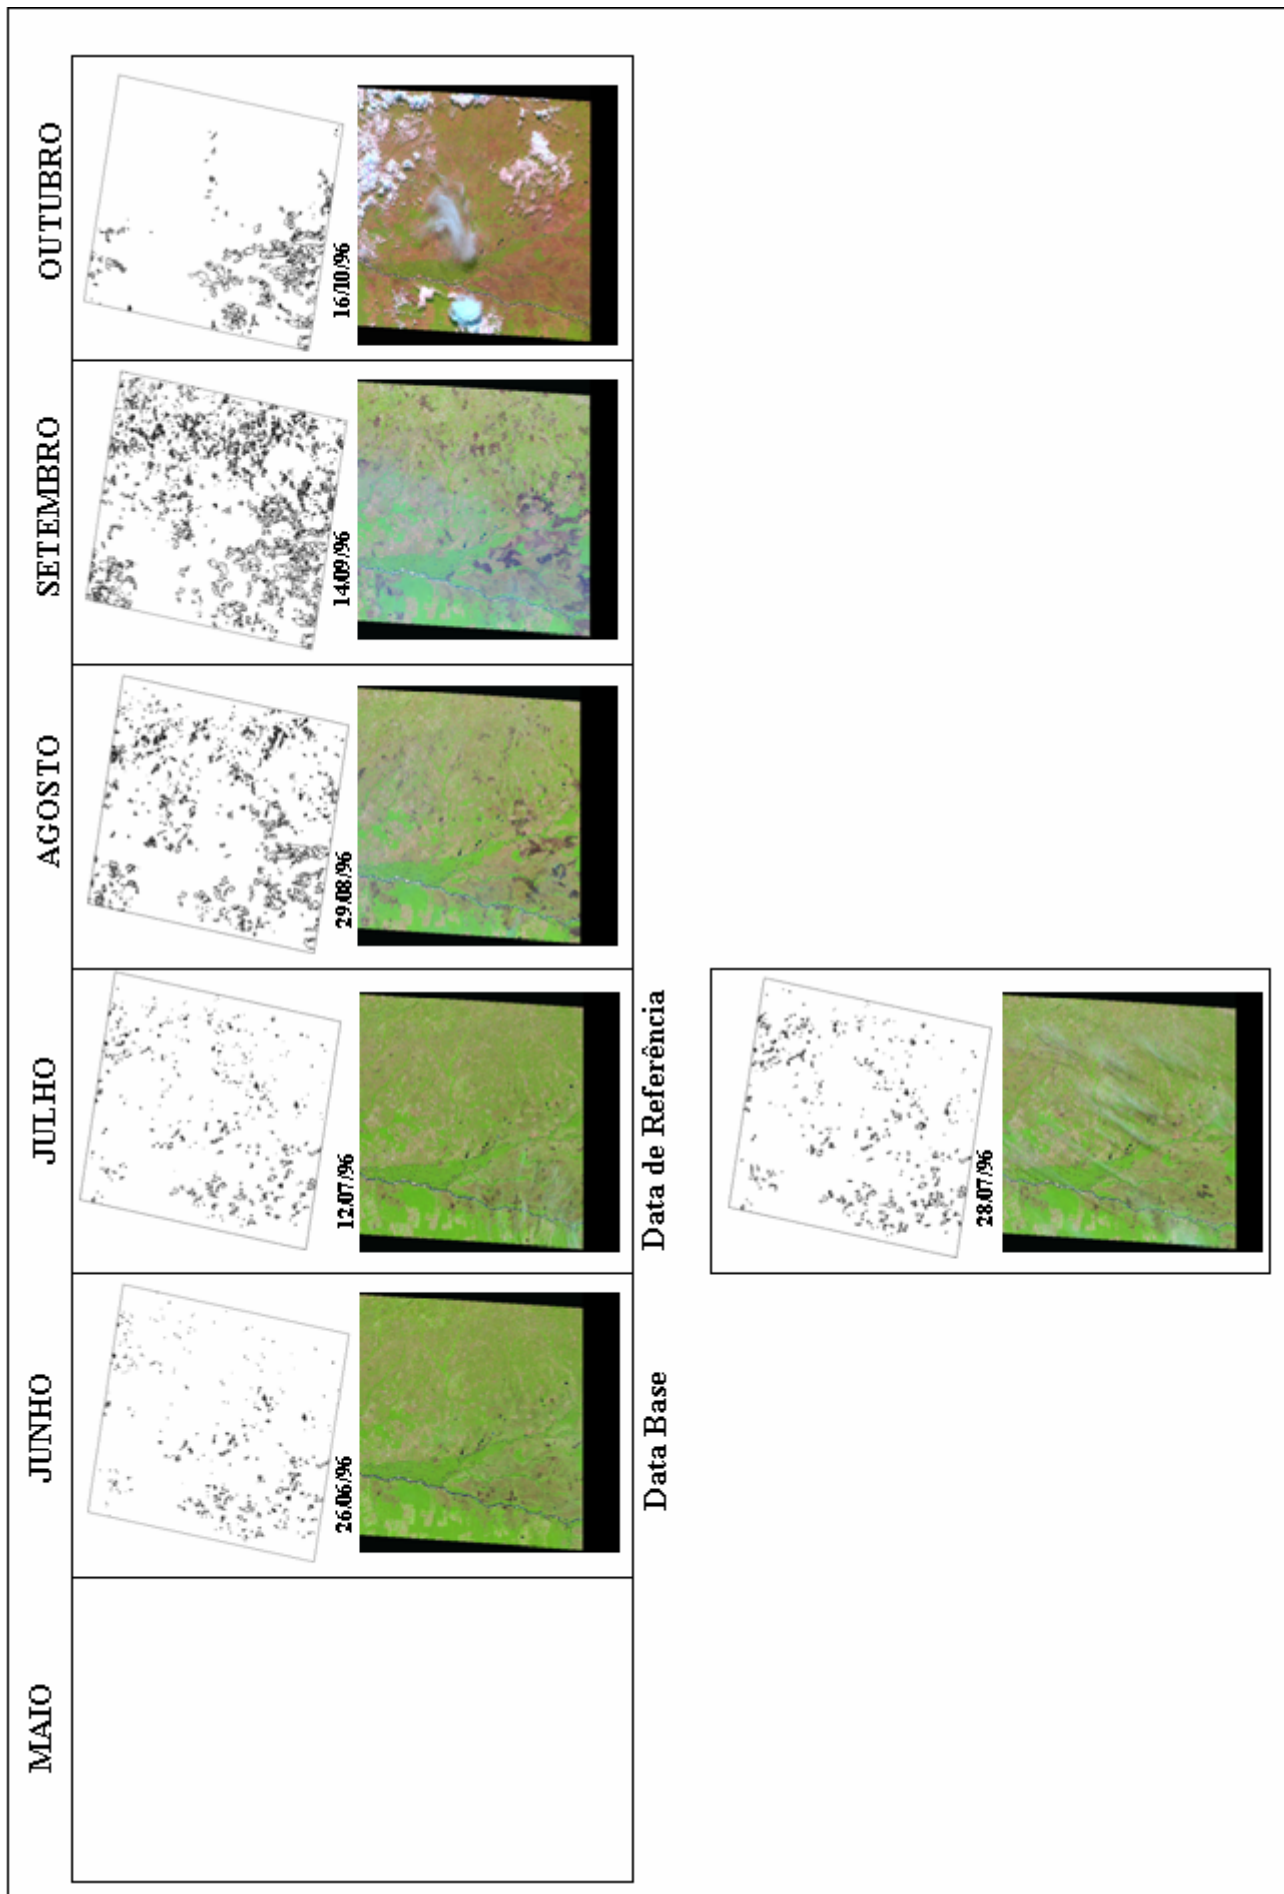 MAIO
JUNHO
JULHO
AGOSTO
SETEMBRO
OUTUBRO
26/06/96
12/07/96
29/08/96
14/09/96
16/10/96
Data Base
Data de Referência
28/07/96